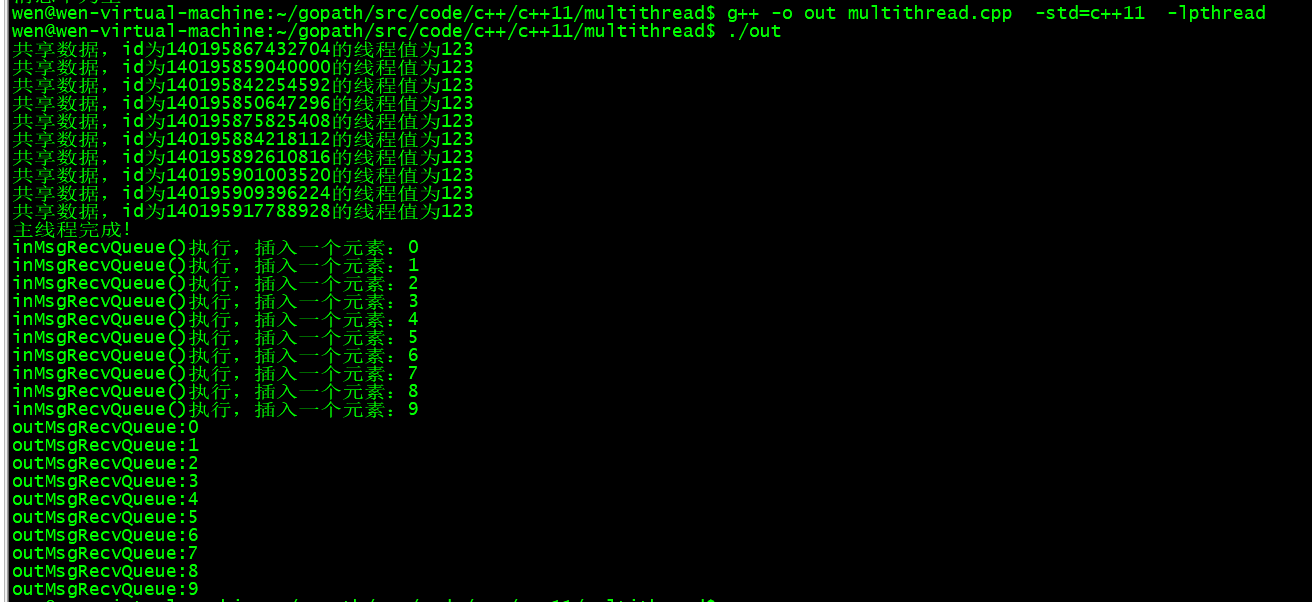 wen@wen-virtual-machine:~/gopath/src/code/c++/c++11/multithread$ g++ -o out multithread.cpp  -std=c++11  -lpthread
wen@wen-virtual-machine:~/gopath/src/code/c++/c++11/multithread$ ./out
共享数据，id为140195867432704的线程值为123
共享数据，id为140195859040000的线程值为123
共享数据，id为140195842254592的线程值为123
共享数据，id为140195850647296的线程值为123
共享数据，id为140195875825408的线程值为123
共享数据，id为140195884218112的线程值为123
共享数据，id为140195892610816的线程值为123
共享数据，id为140195901003520的线程值为123
共享数据，id为140195909396224的线程值为123
共享数据，id为140195917788928的线程值为123
主线程完成!
inMsgRecvQueue()执行，插入一个元素：0
inMsgRecvQueue()执行，插入一个元素：1
inMsgRecvQueue()执行，插入一个元素：2
inMsgRecvQueue()执行，插入一个元素：3
inMsgRecvQueue()执行，插入一个元素：4
inMsgRecvQueue()执行，插入一个元素：5
inMsgRecvQueue()执行，插入一个元素：6
inMsgRecvQueue()执行，插入一个元素：7
inMsgRecvQueue()执行，插入一个元素：8
inMsgRecvQueue()执行，插入一个元素：9
outMsgRecvQueue:0
outMsgRecvQueue:1
outMsgRecvQueue:2
outMsgRecvQueue:3
outMsgRecvQueue:4
outMsgRecvQueue:5
outMsgRecvQueue:6
outMsgRecvQueue:7
outMsgRecvQueue:8
outMsgRecvQueue:9